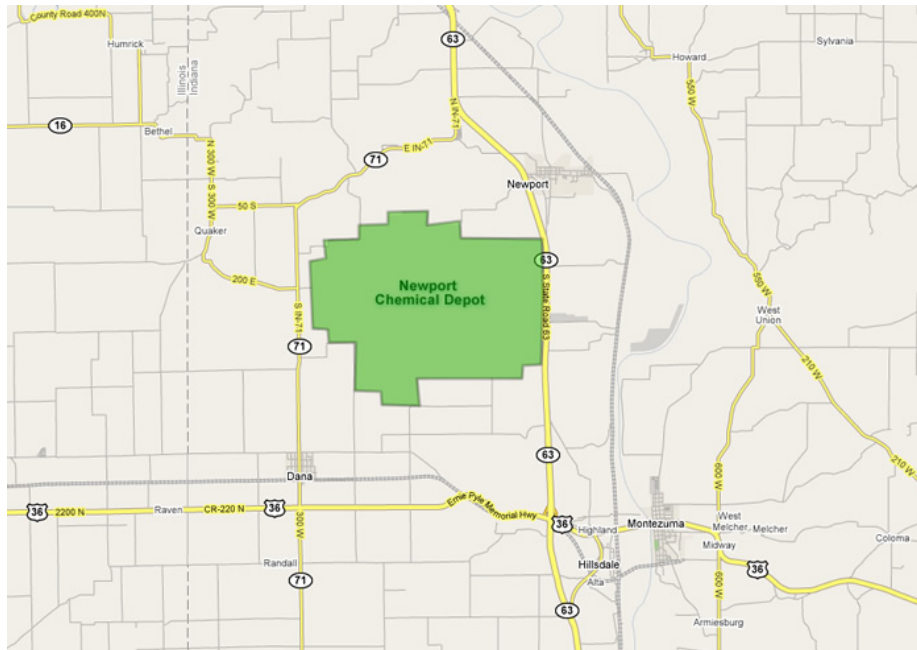 County Road 400N
Humrick
63
Howard
Sylvania
Illinois
Indiana
550 W
16
Bethel
N IN-71
E IN-71
71
N 300 W
S 300 W
Newport
50 S
Quaker
200 E
63
S State Road 63
Newport
Chemical Depot
S IN-71
71
550 W
West
Union
210 W
63
210 W
Dana
600 W
36
2200 N
Raven
CR-220 N
36
Ernie Pyle Memorial Hwy
36
Highland
Montezuma
West
Melcher
Melcher
Midway
Coloma
300 W
Randall
71
Hillsdale
Alta
36
63
600 W
Armiesburg